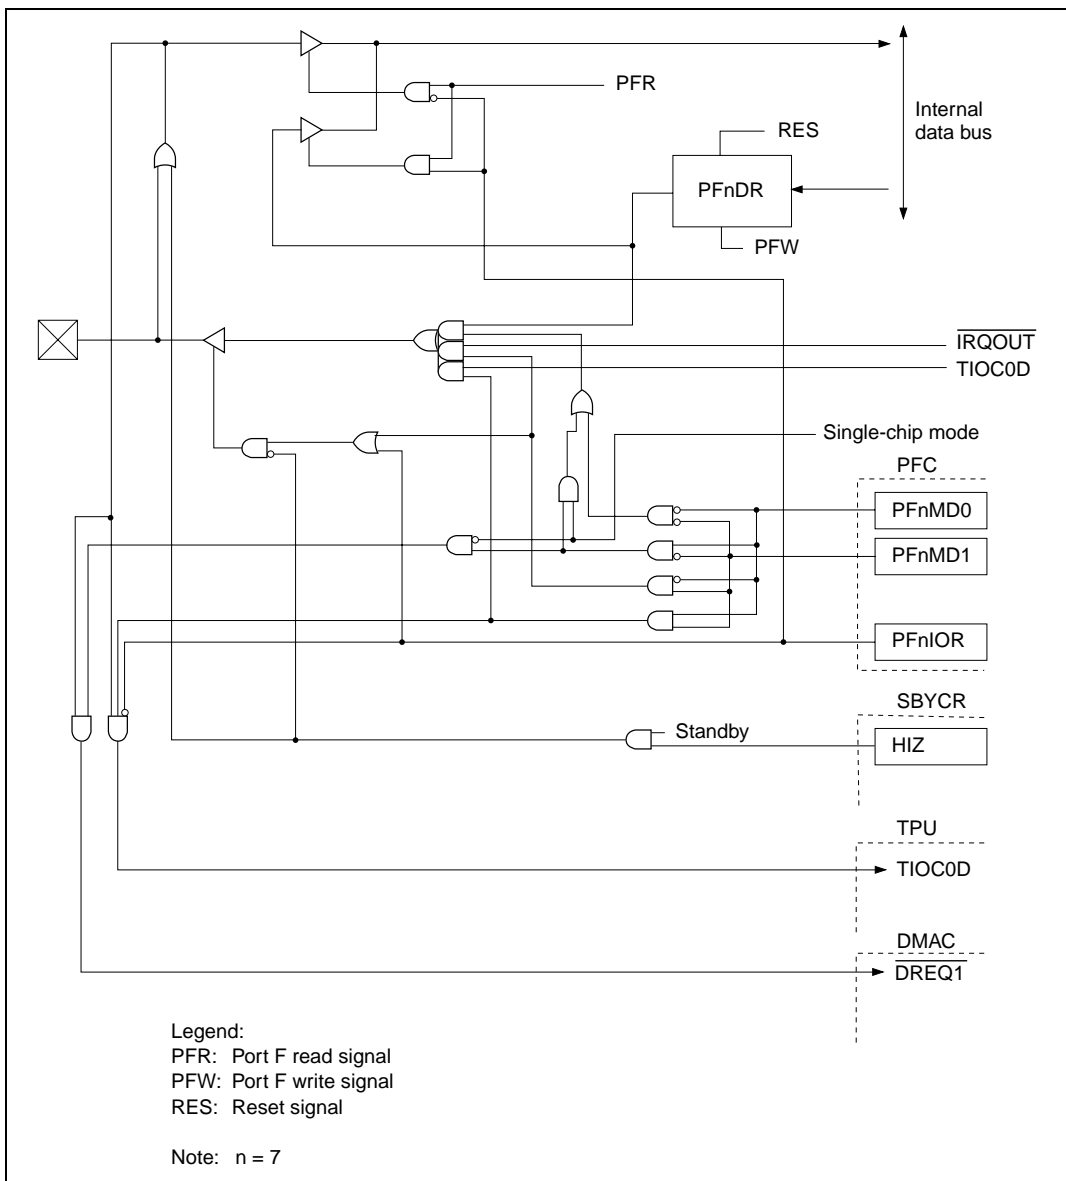 PFR
Internal
data bus
RES
PFnDR
PFW
IRQOUT
TIOC0D
Single-chip mode
PFC
PFnMD0
PFnMD1
PFnIOR
SBYCR
Standby
HIZ
TPU
TIOC0D
DMAC
DREQ1
Legend:
PFR: Port F read signal
PFW: Port F write signal
RES: Reset signal
Note: n = 7